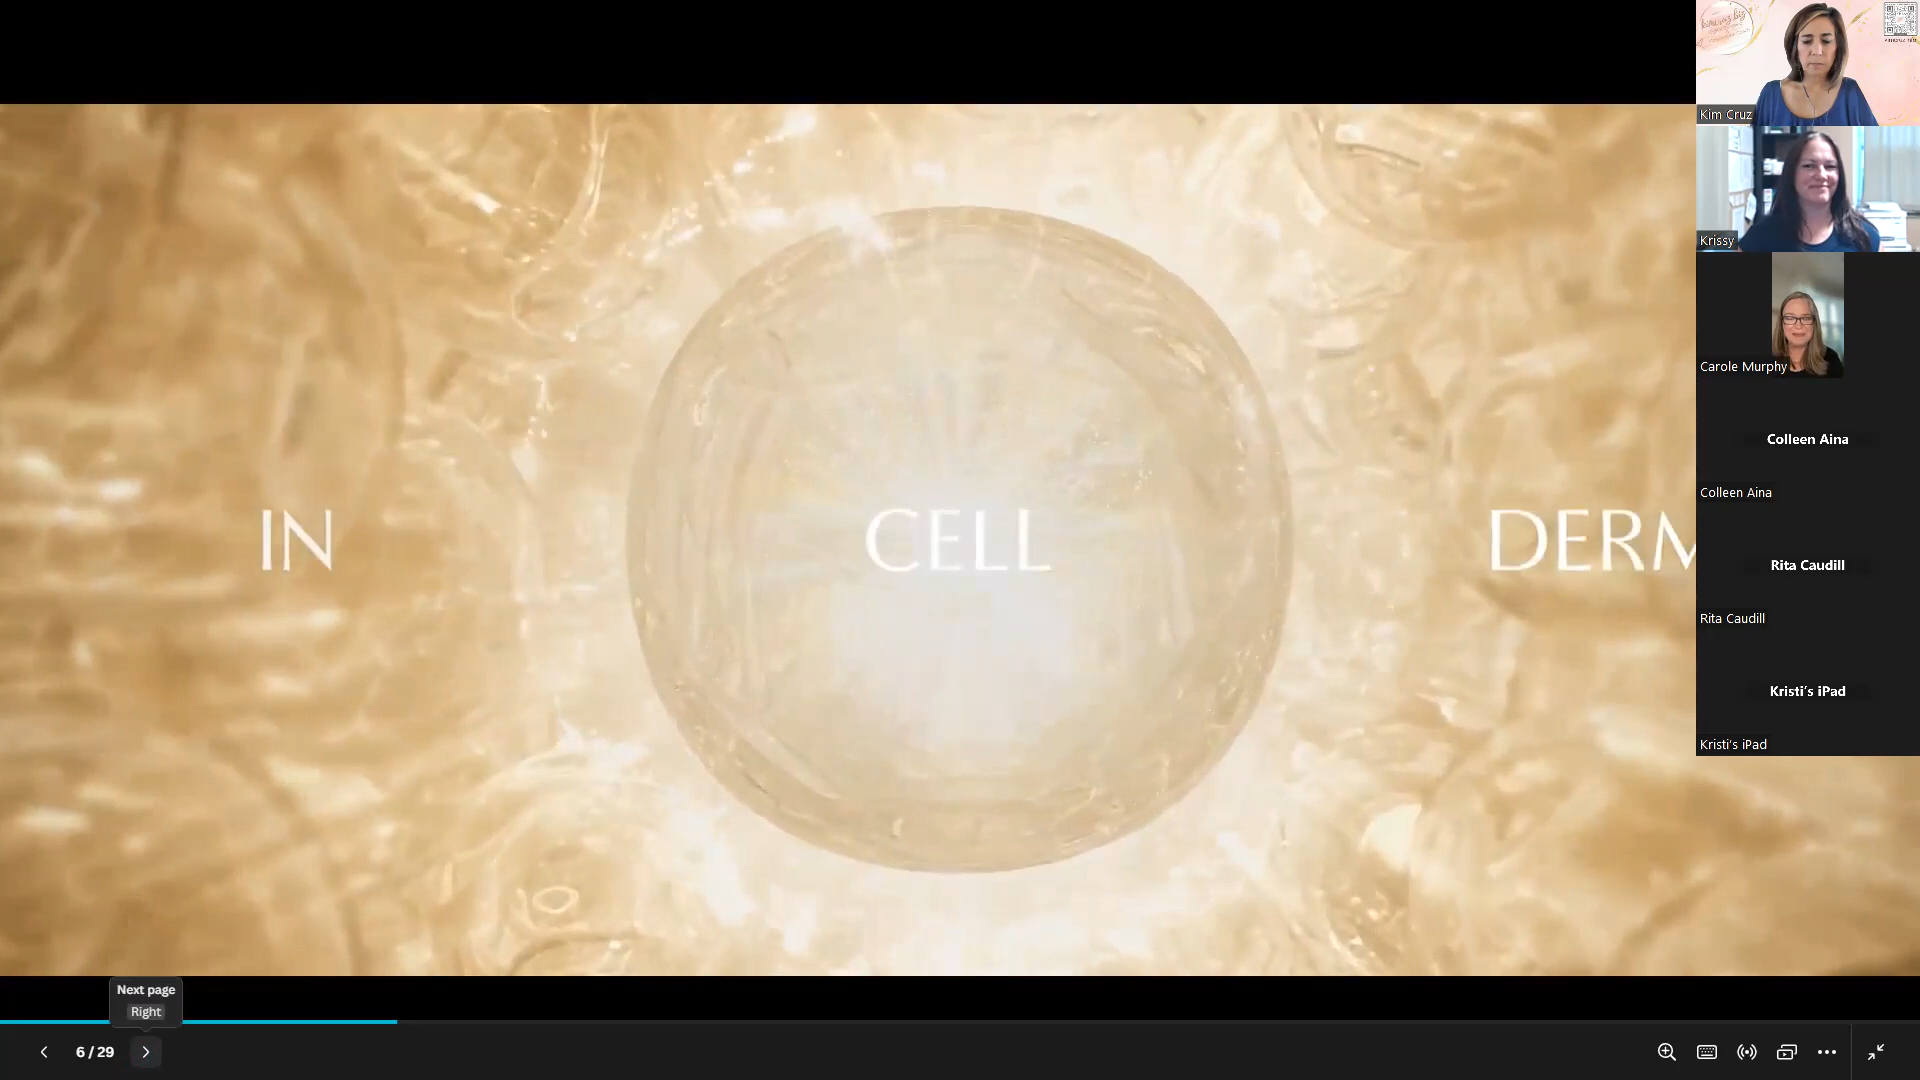 Kim Cruz
Krissy
Carole Murphy
Colleen Aina
Colleen Aina
IN CELL DERM
Rita Caudill
Rita Caudill
Kristi's iPad
Kristi's iPad
Next page
Right
6 / 29